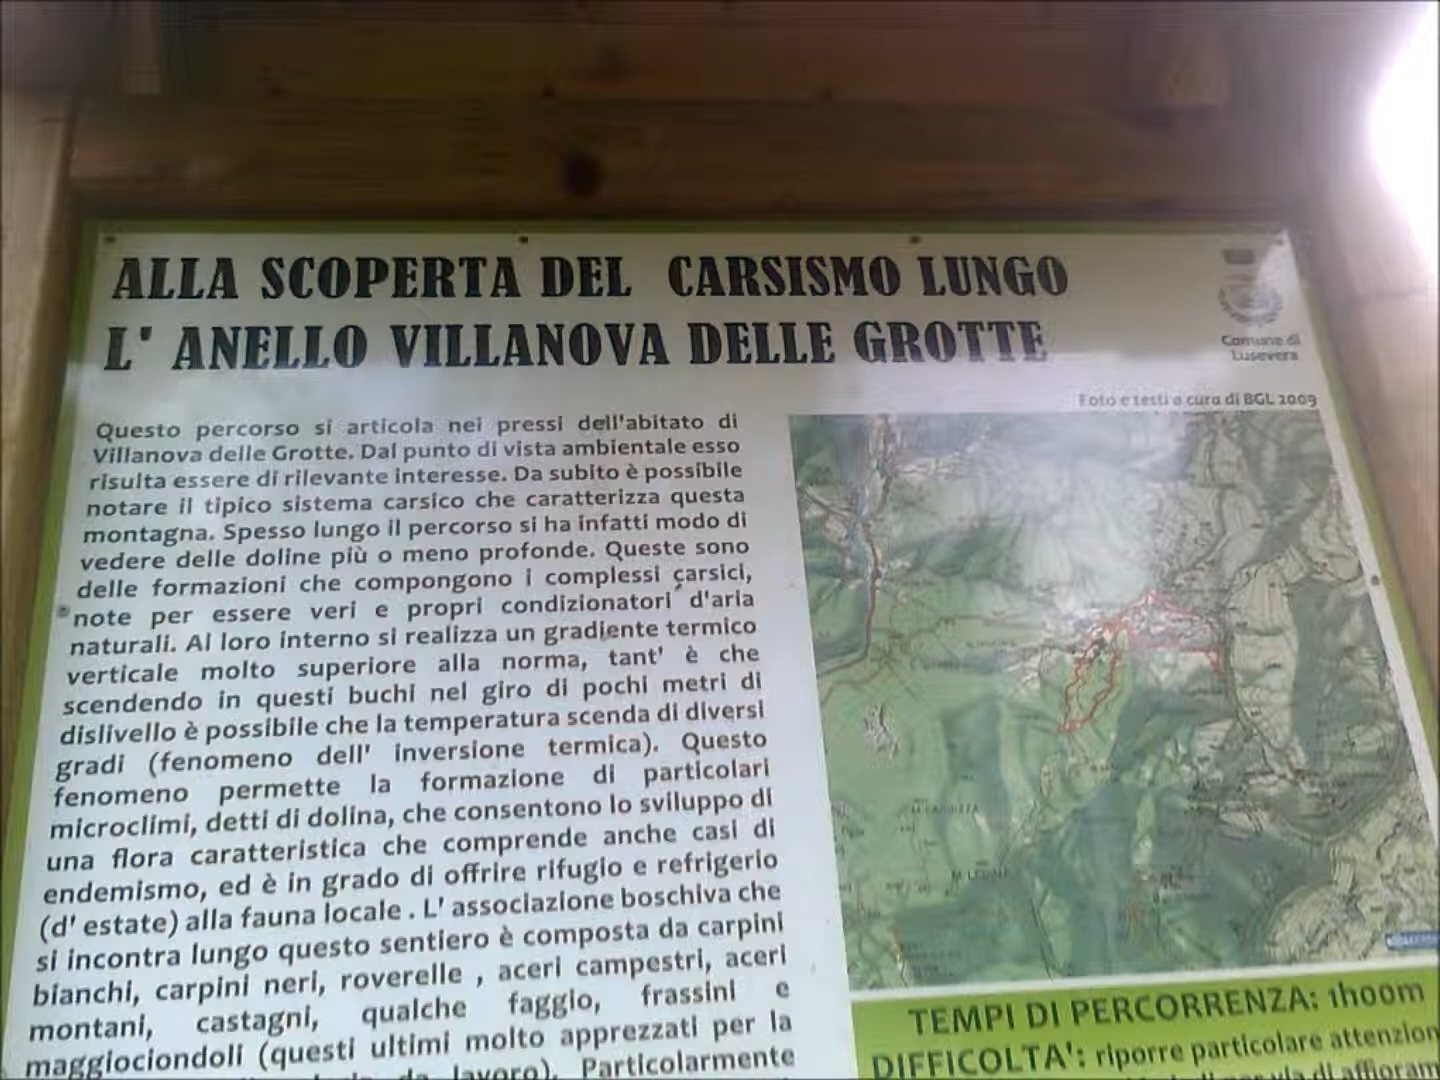 ALLA SCOPERTA DEL CARSISMO LUNGO
L' ANELLO VILLANOVA DELLE GROTTE
Comune di
Lusevera
Foto e testi a cura di BGL 2009
Questo percorso si articola nei pressi dell'abitato di
Villanova delle Grotte. Dal punto di vista ambientale esso
risulta essere di rilevante interesse. Da subito è possibile
notare il tipico sistema carsico che caratterizza questa
montagna. Spesso lungo il percorso si ha infatti modo di
vedere delle doline più o meno profonde. Queste sono
delle formazioni che compongono i complessi carsici,
note per essere veri e propri condizionatori d'aria
naturali. Al loro interno si realizza un gradiente termico
verticale molto superiore alla norma, tant' è che
scendendo in questi buchi nel giro di pochi metri di
dislivello è possibile che la temperatura scenda di diversi
gradi (fenomeno dell' inversione termica). Questo
fenomeno permette la formazione di particolari
microclimi, detti di dolina, che consentono lo sviluppo di
una flora caratteristica che comprende anche casi di
endemismo, ed è in grado di offrire rifugio e refrigerio
(d' estate) alla fauna locale . L' associazione boschiva che
si incontra lungo questo sentiero è composta da carpini
bianchi, carpini neri, roverelle , aceri campestri, aceri
montani, castagni, qualche faggio, frassini e
maggiociondoli (questi ultimi molto apprezzati per la
da lavoro). Particolarmente
TEMPI DI PERCORRENZA: 1h00m
DIFFICOLTA': riporre particolare attenzion
via di affioram